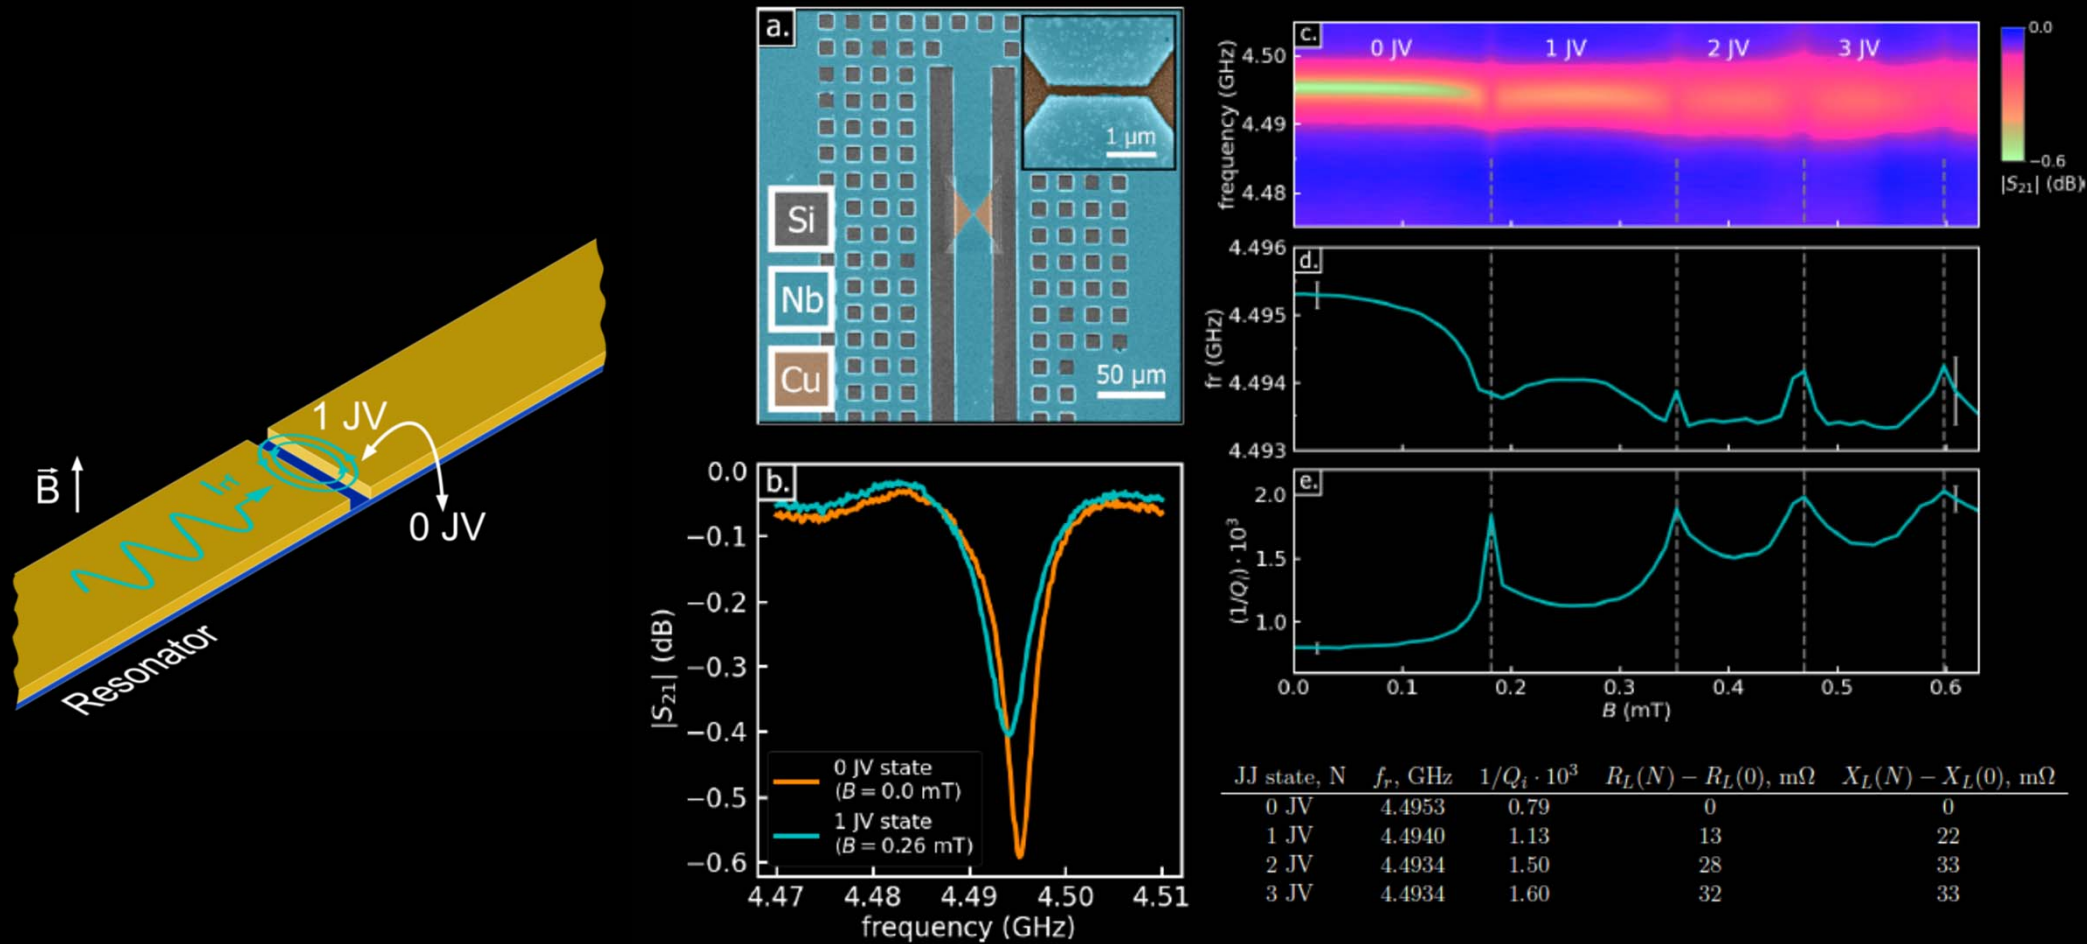 1 JV
0 JV
B
I_rf
Resonator
a.
1 μm
Si
Nb
Cu
50 μm
b.
0.0
−0.1
−0.2
−0.3
−0.4
−0.5
−0.6
|S₂₁| (dB)
0 JV state
(B = 0.0 mT)
1 JV state
(B = 0.26 mT)
4.47 4.48 4.49 4.50 4.51
frequency (GHz)
c.
0 JV 1 JV 2 JV 3 JV
4.50
4.49
4.48
frequency (GHz)
0.0
−0.6
|S₂₁| (dB)
d.
4.496
4.495
4.494
4.493
fr (GHz)
e.
2.0
1.5
1.0
(1/Qᵢ) · 10³
0.0 0.1 0.2 0.3 0.4 0.5 0.6
B (mT)
JJ state, N fᵣ, GHz 1/Qᵢ · 10³ R_L(N) − R_L(0), mΩ X_L(N) − X_L(0), mΩ
0 JV 4.4953 0.79 0 0
1 JV 4.4940 1.13 13 22
2 JV 4.4934 1.50 28 33
3 JV 4.4934 1.60 32 33